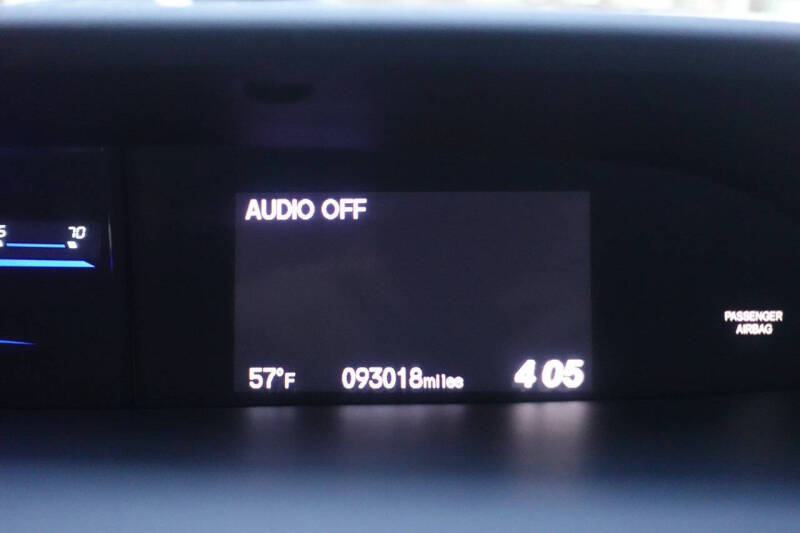 AUDIO OFF
70
PASSENGER
AIRBAG
57°F 093018miles 4 05